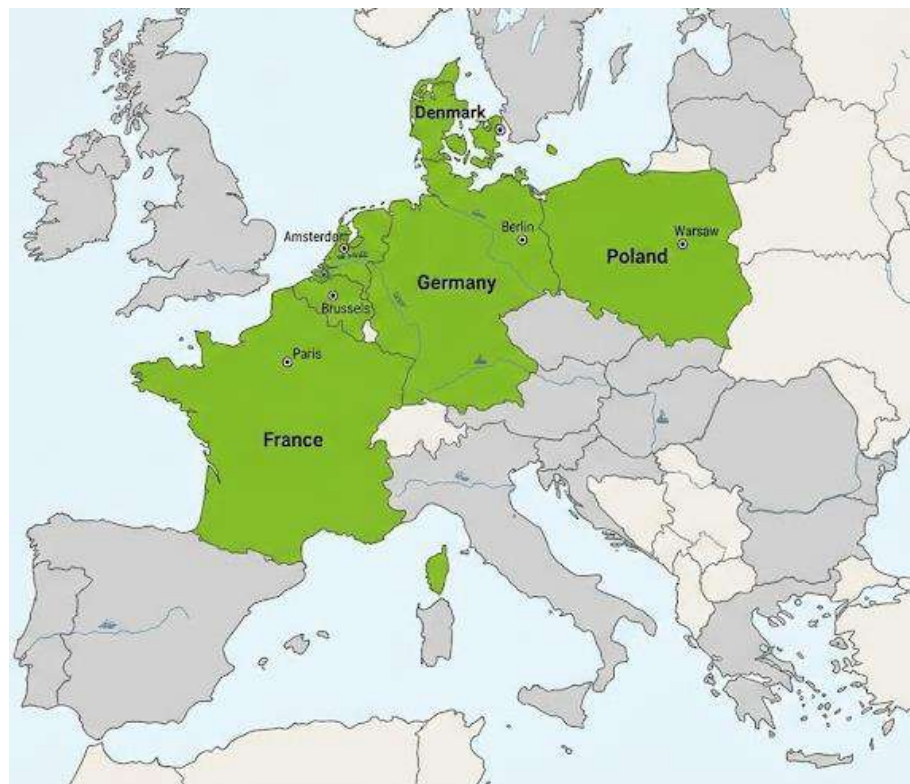 Denmark
Amsterdam
Berlin
Warsaw
Poland
Germany
Brussels
Paris
France